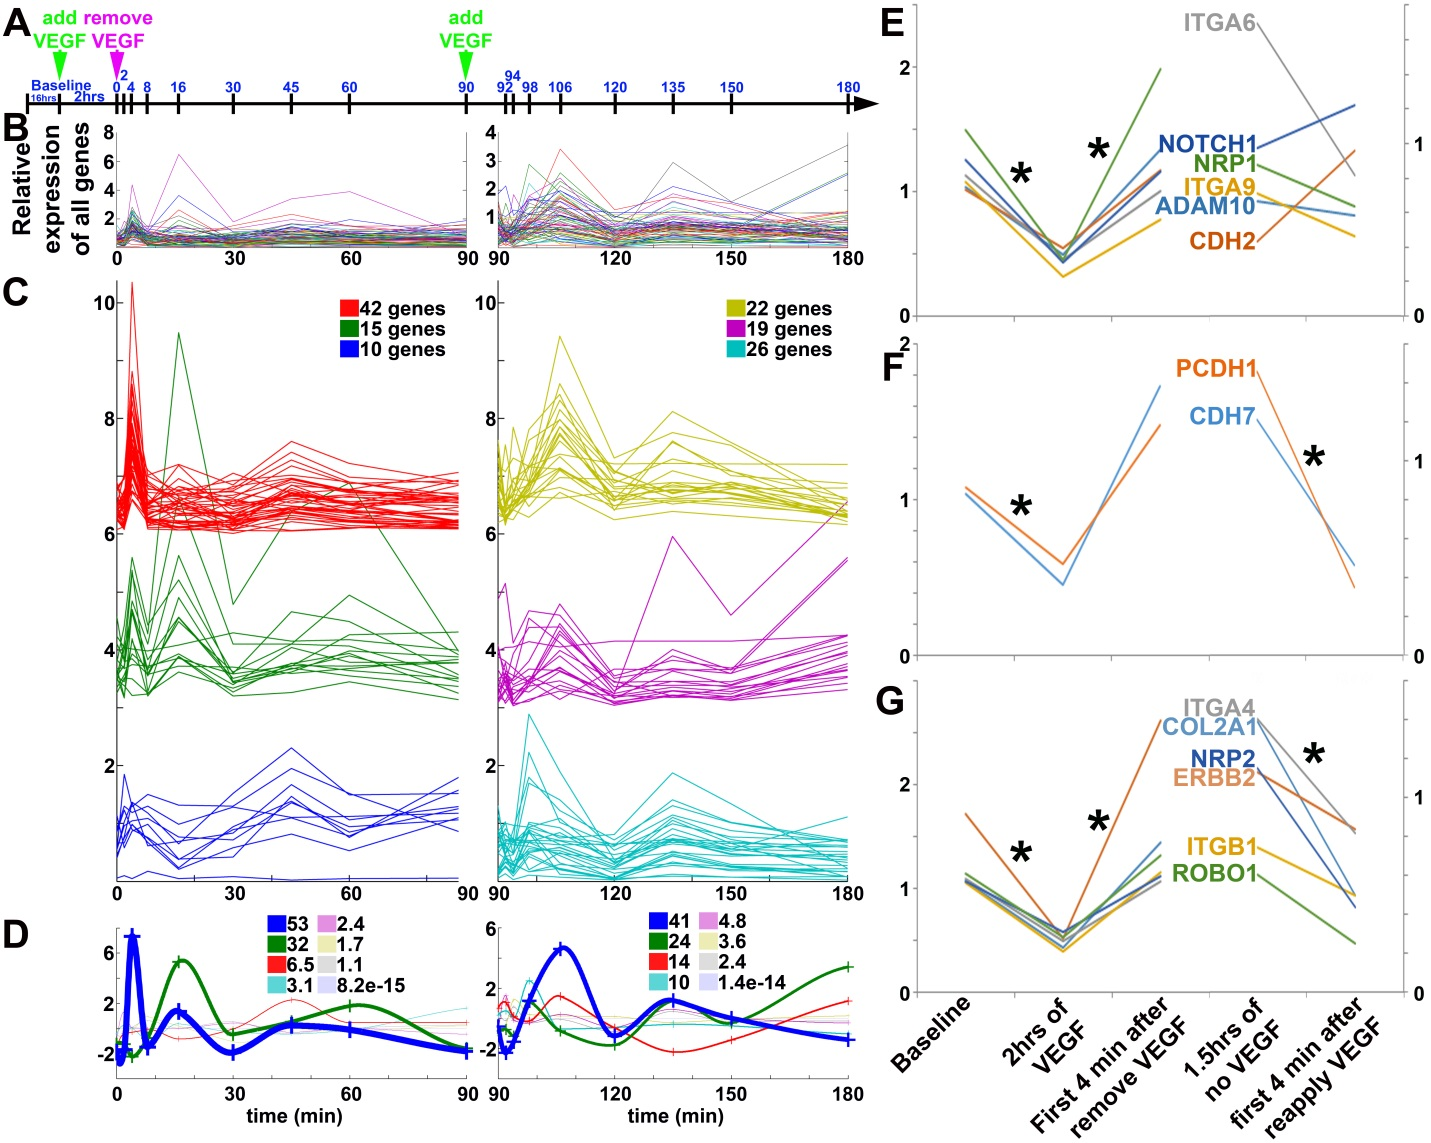 A
add remove
VEGF VEGF
add
VEGF
Baseline
16hrs 2hrs
0 2 4 8 16 30 45 60 90
92 94 98 106 120 135 150 180
B
Relative
expression
of all genes
8
6
4
2
4
3
2
1
0 30 60 90
90 120 150 180
C
42 genes
15 genes
10 genes
22 genes
19 genes
26 genes
10
8
6
4
2
10
8
6
4
2
0 30 60 90
90 120 150 180
D
53 2.4
32 1.7
6.5 1.1
3.1 8.2e-15
41 4.8
24 3.6
14 2.4
10 1.4e-14
6
2
-2
6
2
-2
0 30 60 90
90 120 150 180
time (min) time (min)
E
2
1
0
1
0
ITGA6
NOTCH1
NRP1
ITGA9
ADAM10
CDH2
*
*
F
2
1
0
1
0
PCDH1
CDH7
*
*
G
2
1
0
1
0
ITGA4
COL2A1
NRP2
ERBB2
ITGB1
ROBO1
*
*
*
Baseline
2hrs of
VEGF
First 4 min after
remove VEGF
1.5hrs of
no VEGF
first 4 min after
reapply VEGF